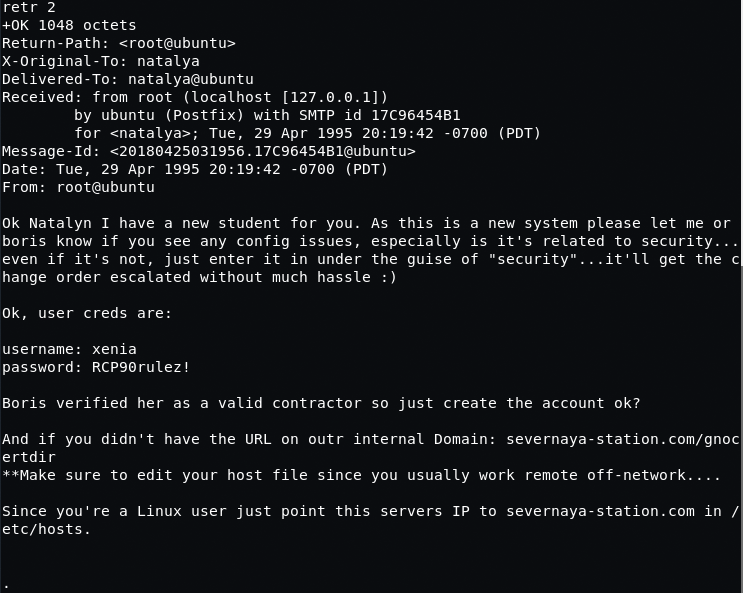 retr 2
+OK 1048 octets
Return-Path: <root@ubuntu>
X-Original-To: natalya
Delivered-To: natalya@ubuntu
Received: from root (localhost [127.0.0.1])
        by ubuntu (Postfix) with SMTP id 17C96454B1
        for <natalya>; Tue, 29 Apr 1995 20:19:42 -0700 (PDT)
Message-Id: <20180425031956.17C96454B1@ubuntu>
Date: Tue, 29 Apr 1995 20:19:42 -0700 (PDT)
From: root@ubuntu

Ok Natalyn I have a new student for you. As this is a new system please let me or
boris know if you see any config issues, especially is it's related to security...
even if it's not, just enter it in under the guise of "security"...it'll get the c
hange order escalated without much hassle :)

Ok, user creds are:

username: xenia
password: RCP90rulez!

Boris verified her as a valid contractor so just create the account ok?

And if you didn't have the URL on outr internal Domain: severnaya-station.com/gnoc
ertdir
**Make sure to edit your host file since you usually work remote off-network....

Since you're a Linux user just point this servers IP to severnaya-station.com in /
etc/hosts.

.